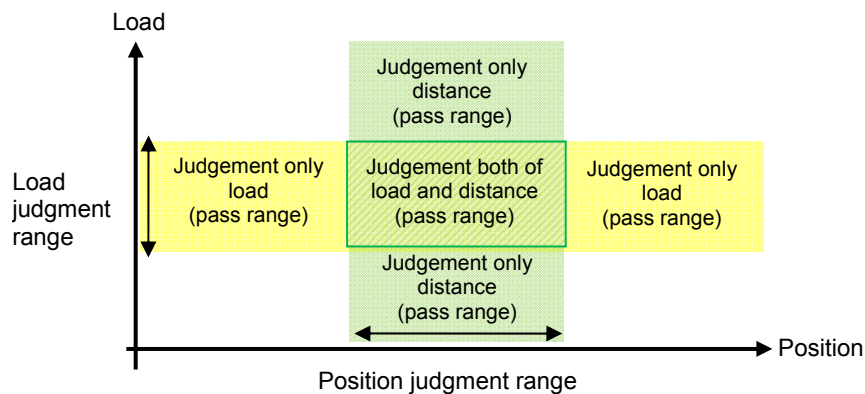 Load
Judgement only
distance
(pass range)
Load
judgment
range
Judgement only
load
(pass range)
Judgement both of
load and distance
(pass range)
Judgement only
load
(pass range)
Judgement only
distance
(pass range)
Position
Position judgment range